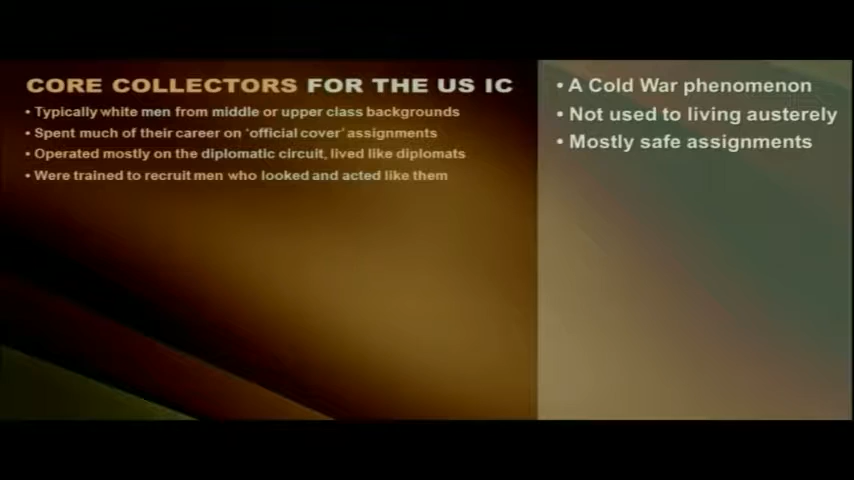 CORE COLLECTORS FOR THE US IC
• Typically white men from middle or upper class backgrounds
• Spent much of their career on 'official cover' assignments
• Operated mostly on the diplomatic circuit, lived like diplomats
• Were trained to recruit men who looked and acted like them
• A Cold War phenomenon
• Not used to living austerely
• Mostly safe assignments